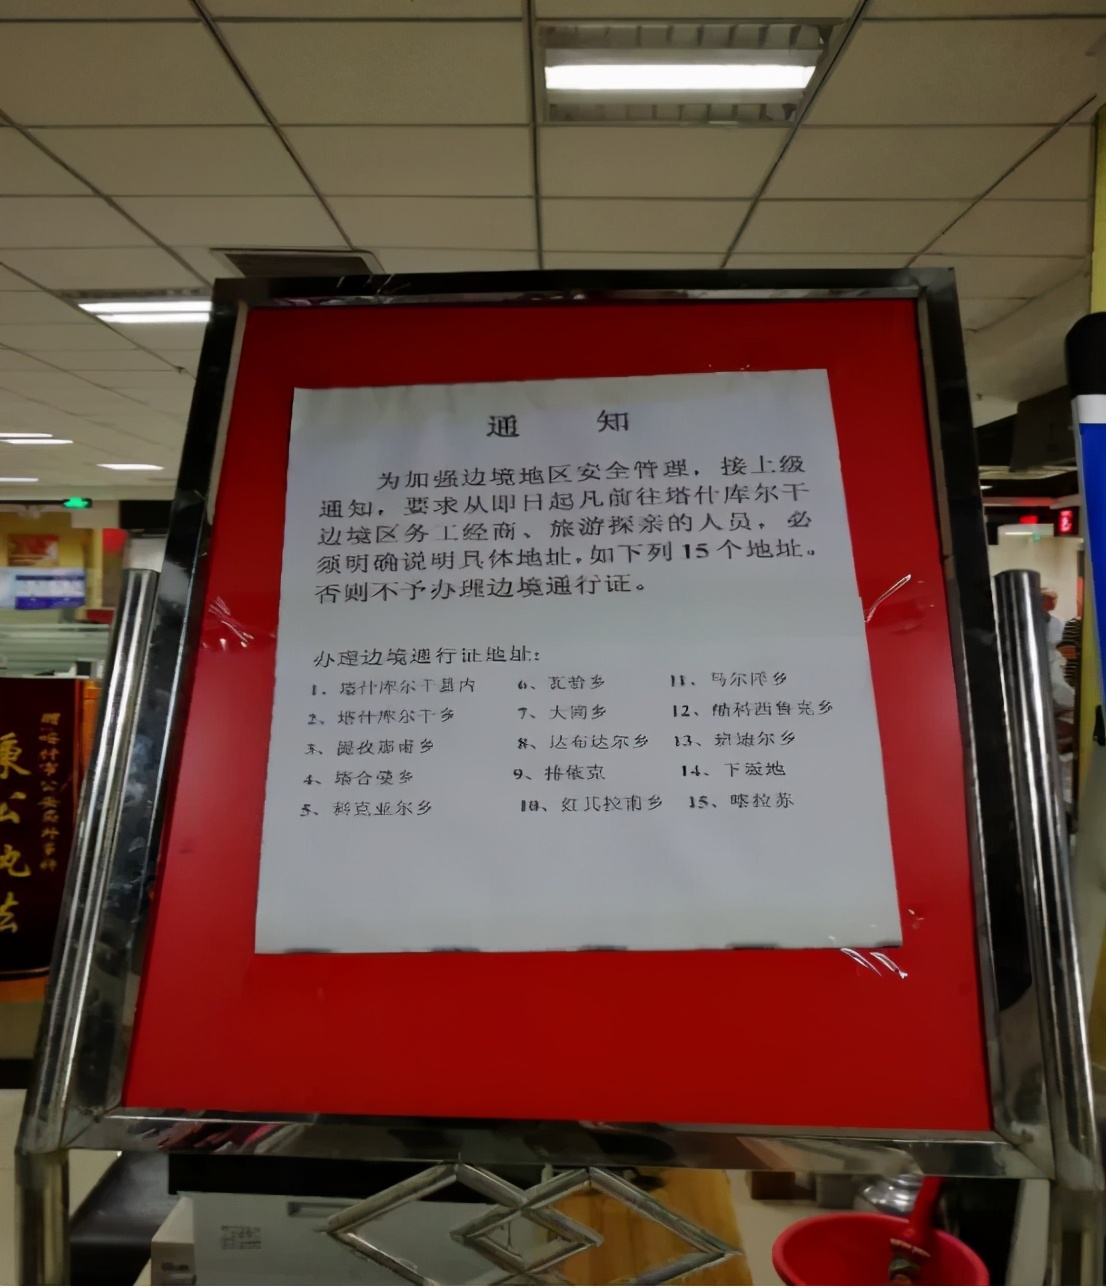 通 知
为加强边境地区安全管理，接上级
通知，要求从即日起凡前往塔什库尔干
边境区务工经商、旅游探亲的人员，必
须明确说明具体地址，如下列15个地址。
否则不予办理边境通行证。
办理边境通行证地址：
1、塔什库尔干县内 6、瓦恰乡 11、马尔洋乡
2、塔什库尔干乡 7、大同乡 12、西鲁克乡
3、提孜那甫乡 8、达布达尔乡 13、尔乡
4、塔合曼乡 9、排依克 14、下坂地
5、科克亚尔乡 10、红其拉甫乡 15、喀拉苏
公
执
法